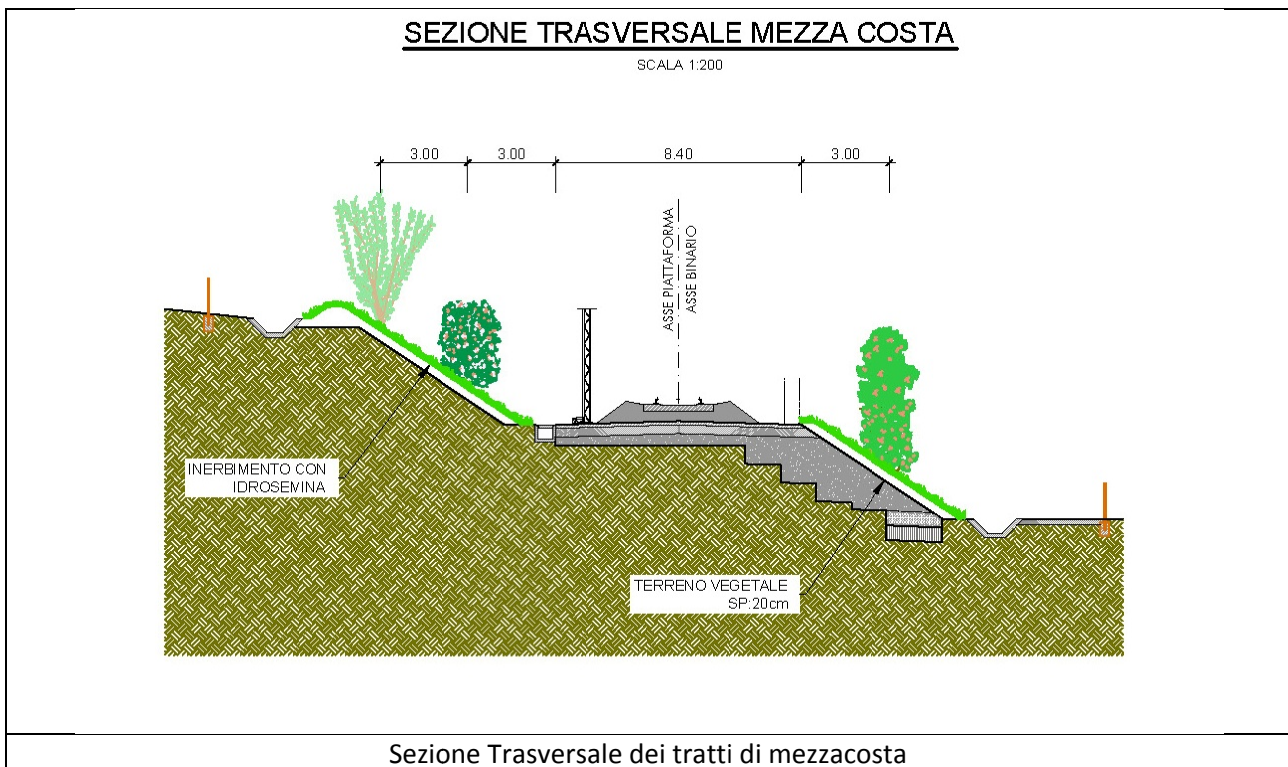 SEZIONE TRASVERSALE MEZZA COSTA
SCALA 1:200
3.00 3.00 8.40 3.00
ASSE PIATTAFORMA
ASSE BINARIO
INERBIMENTO CON
IDROSEMINA
TERRENO VEGETALE
SP:20cm
Sezione Trasversale dei tratti di mezzacosta